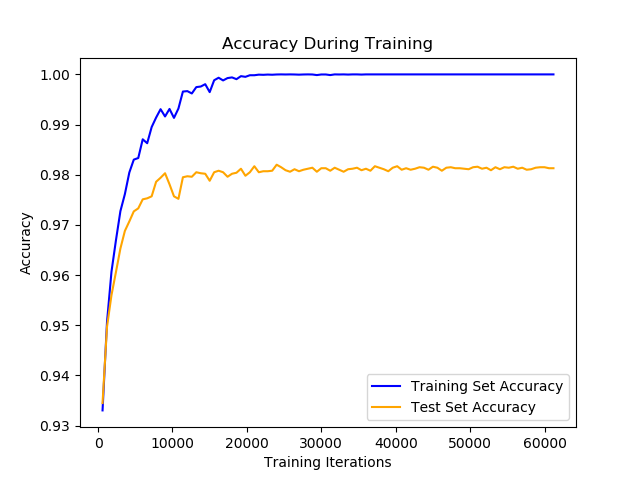 Accuracy During Training
Accuracy
1.00
0.99
0.98
0.97
0.96
0.95
0.94
0.93
Training Set Accuracy
Test Set Accuracy
0 10000 20000 30000 40000 50000 60000
Training Iterations